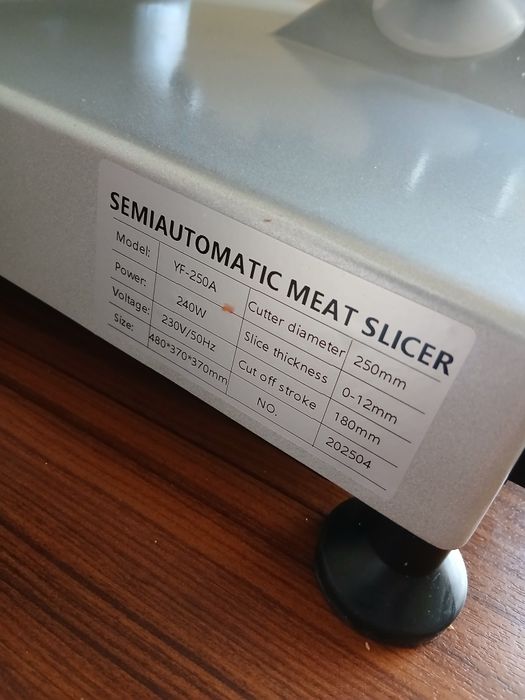 SEMIAUTOMATIC MEAT SLICER
Model: YF-250A Cutter diameter 250mm
Power: 240W Slice thickness 0-12mm
Voltage: 230V/50Hz Cut off stroke 180mm
Size: 480*370*370mm NO. 202504